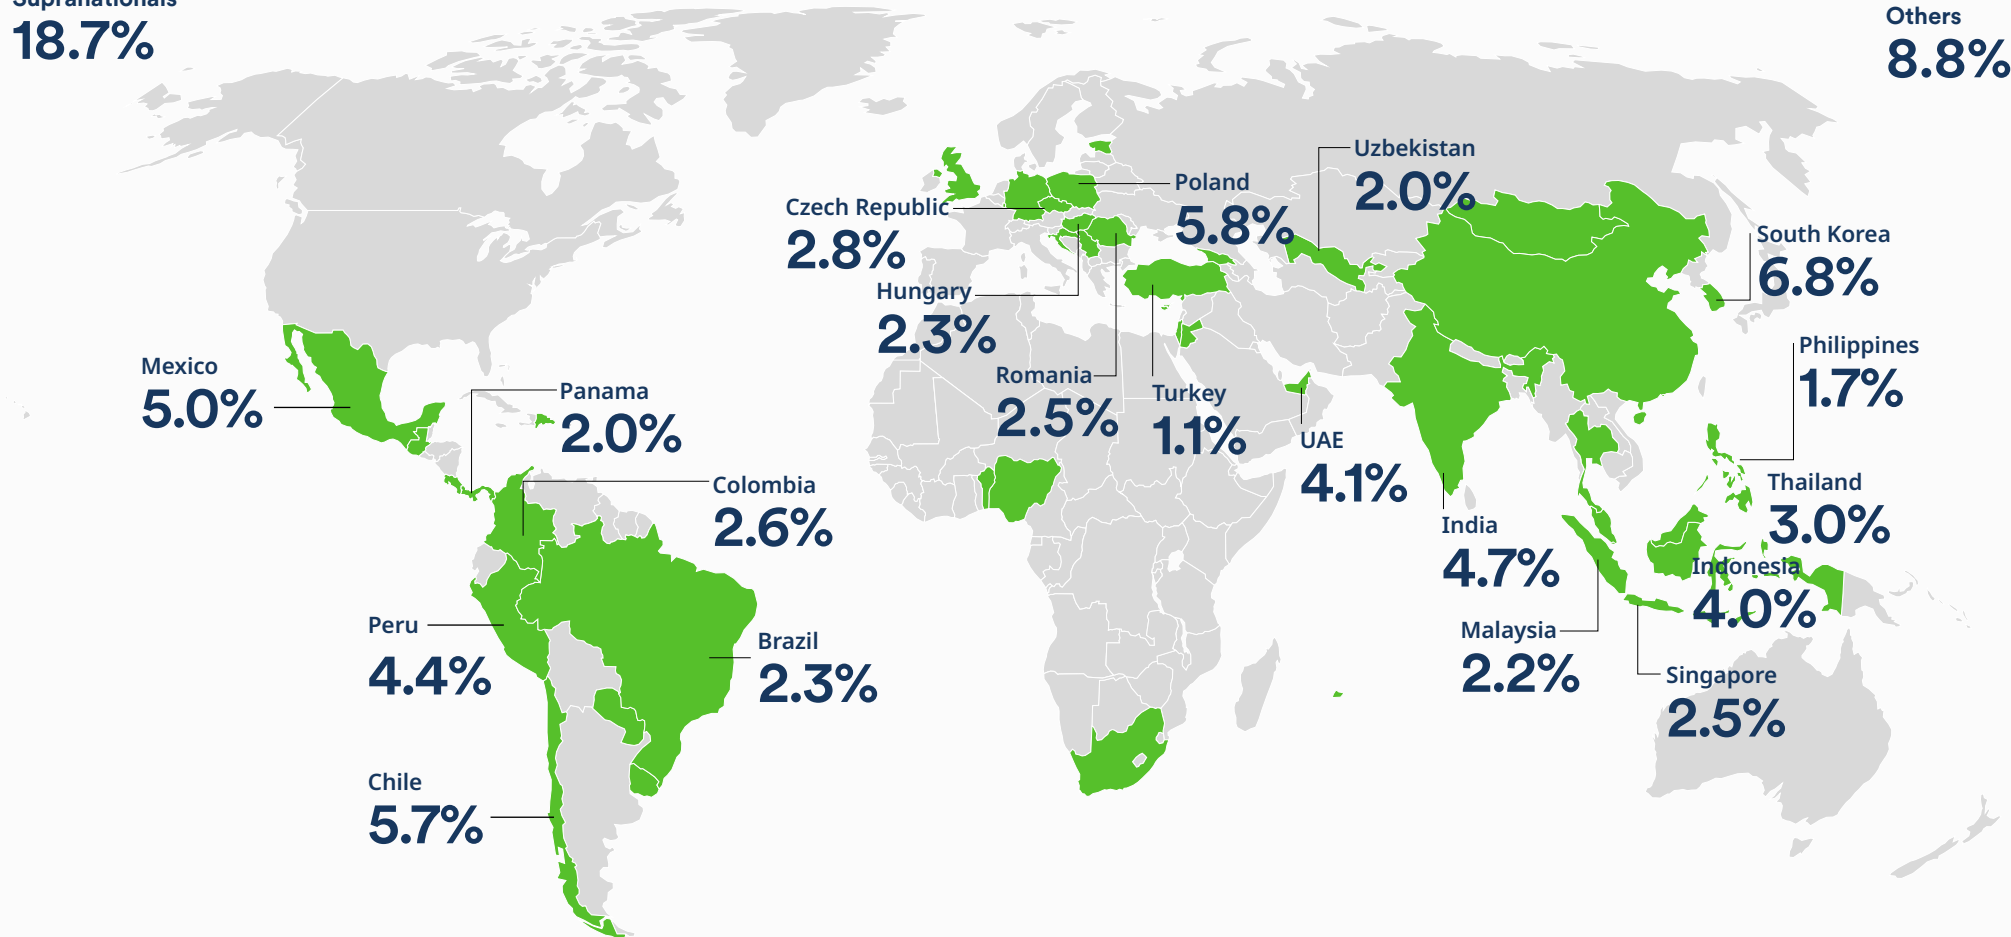 Supranationals
18.7%
Others
8.8%
Uzbekistan
2.0%
Poland
5.8%
Czech Republic
2.8%
South Korea
6.8%
Hungary
2.3%
Philippines
1.7%
Mexico
5.0%
Romania
2.5%
Turkey
1.1%
Panama
2.0%
UAE
4.1%
Thailand
3.0%
Colombia
2.6%
India
4.7%
Indonesia
4.0%
Peru
4.4%
Brazil
2.3%
Malaysia
2.2%
Singapore
2.5%
Chile
5.7%